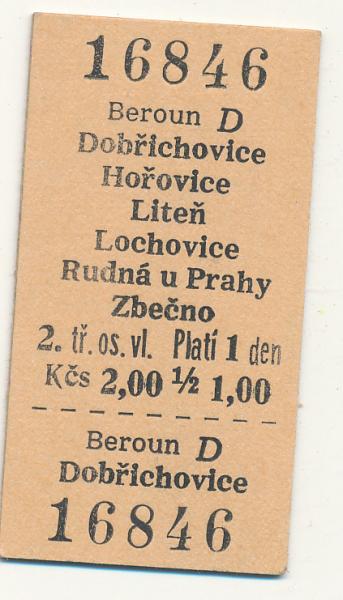 16846
Beroun D
Dobřichovice
Hořovice
Liteň
Lochovice
Rudná u Prahy
Zbečno
2. tř. os. vl. Platí 1 den
Kčs 2,00 ½ 1,00
Beroun D
Dobřichovice
16846